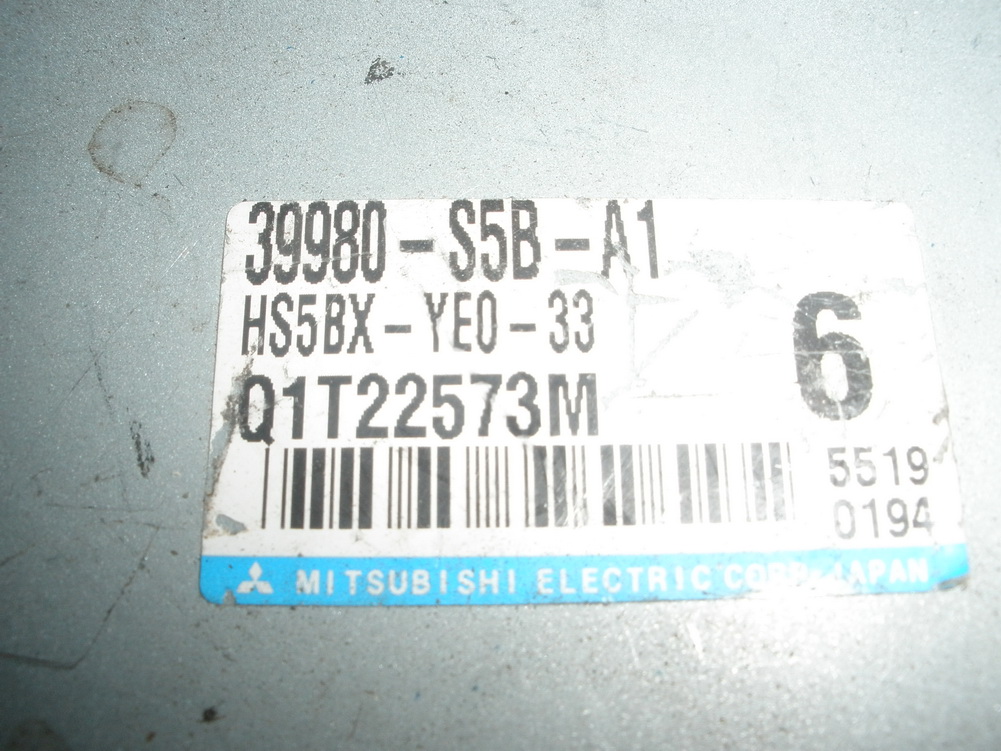 39980-S5B-A1
HS5BX-YE0-33
Q1T22573M
6
5519
0194
MITSUBISHI ELECTRIC CORP. JAPAN